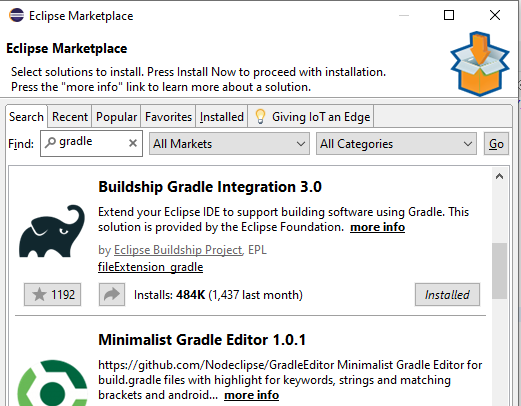 Eclipse Marketplace
Eclipse Marketplace
Select solutions to install. Press Install Now to proceed with installation.
Press the "more info" link to learn more about a solution.
Search Recent Popular Favorites Installed Giving IoT an Edge
Find: gradle All Markets All Categories Go
Buildship Gradle Integration 3.0
Extend your Eclipse IDE to support building software using Gradle. This
solution is provided by the Eclipse Foundation. more info
by Eclipse Buildship Project, EPL
fileExtension_gradle
1192 Installs: 484K (1,437 last month) Installed
Minimalist Gradle Editor 1.0.1
https://github.com/Nodeclipse/GradleEditor Minimalist Gradle Editor for
build.gradle files with highlight for keywords, strings and matching
brackets and android... more info